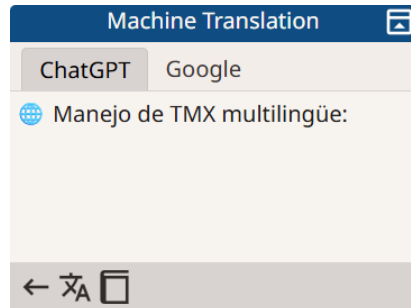 Machine Translation
ChatGPT
Google
🌐 Manejo de TMX multilingüe: